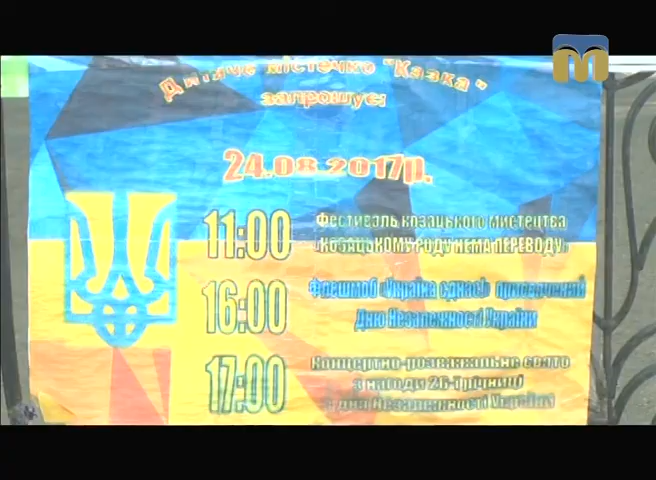 Дитяче містечко "Казка"
запрошує:
24.08.2017р.
11:00
Фестиваль козацького мистецтва
"КОЗАЦЬКОМУ РОДУ НЕМА ПЕРЕВОДУ"
16:00
Флешмоб "Україна єднає!" присвячений
Дню Незалежності України
17:00
Концертно-розважальне свято
з нагоди 26-ї річниці
з дня Незалежності України